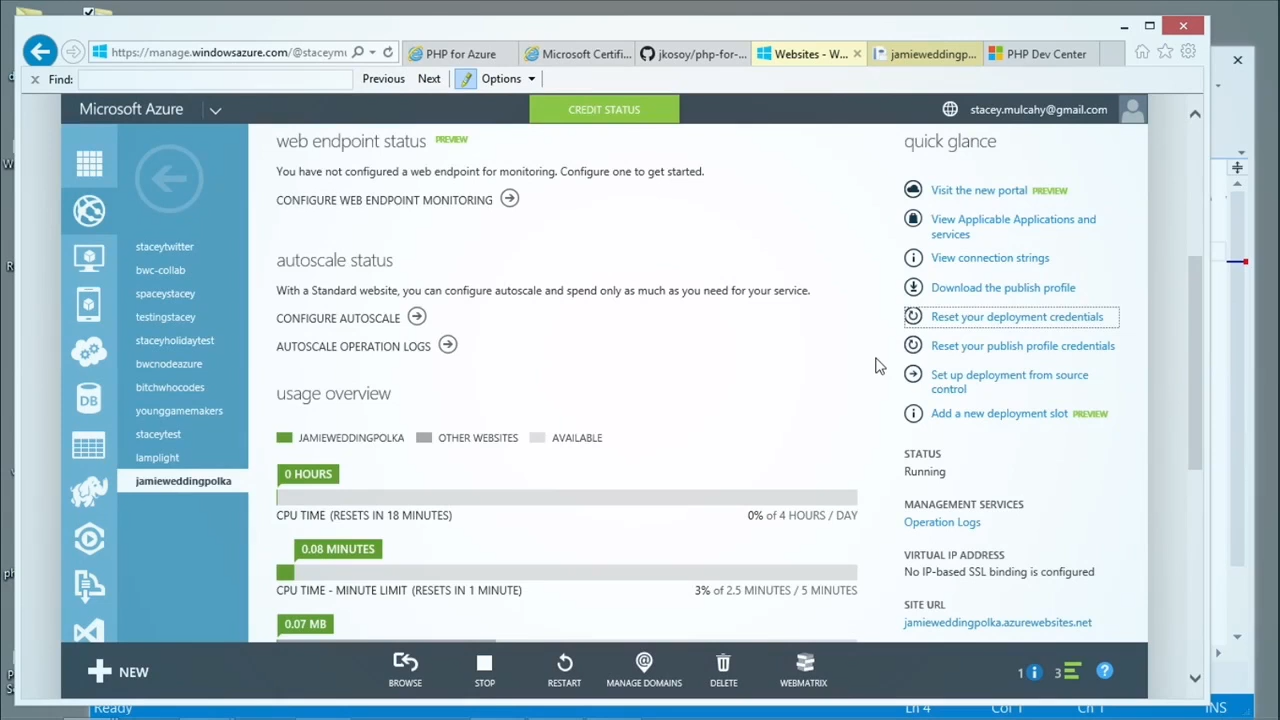 https://manage.windowsazure.com/@staceymu
PHP for Azure
Microsoft Certifi...
jkosoy/php-for...
Websites - W...
jamieweddingp...
PHP Dev Center
Find:
Previous
Next
Options
Microsoft Azure
CREDIT STATUS
stacey.mulcahy@gmail.com
staceytwitter
bwc-collab
spaceystacey
testingstacey
staceyholidaytest
bwcnodeazure
bitchwhocodes
younggamemakers
staceytest
lamplight
jamieweddingpolka
DB
web endpoint status PREVIEW
You have not configured a web endpoint for monitoring. Configure one to get started.
CONFIGURE WEB ENDPOINT MONITORING
autoscale status
With a Standard website, you can configure autoscale and spend only as much as you need for your service.
CONFIGURE AUTOSCALE
AUTOSCALE OPERATION LOGS
usage overview
JAMIEWEDDINGPOLKA
OTHER WEBSITES
AVAILABLE
0 HOURS
CPU TIME (RESETS IN 18 MINUTES)
0% of 4 HOURS / DAY
0.08 MINUTES
CPU TIME - MINUTE LIMIT (RESETS IN 1 MINUTE)
3% of 2.5 MINUTES / 5 MINUTES
0.07 MB
quick glance
Visit the new portal PREVIEW
View Applicable Applications and
services
View connection strings
Download the publish profile
Reset your deployment credentials
Reset your publish profile credentials
Set up deployment from source
control
Add a new deployment slot PREVIEW
STATUS
Running
MANAGEMENT SERVICES
Operation Logs
VIRTUAL IP ADDRESS
No IP-based SSL binding is configured
SITE URL
jamieweddingpolka.azurewebsites.net
NEW
BROWSE
STOP
RESTART
MANAGE DOMAINS
DELETE
WEBMATRIX
1
3
Ready
Ln 4
Col 1
Ch 1
INS